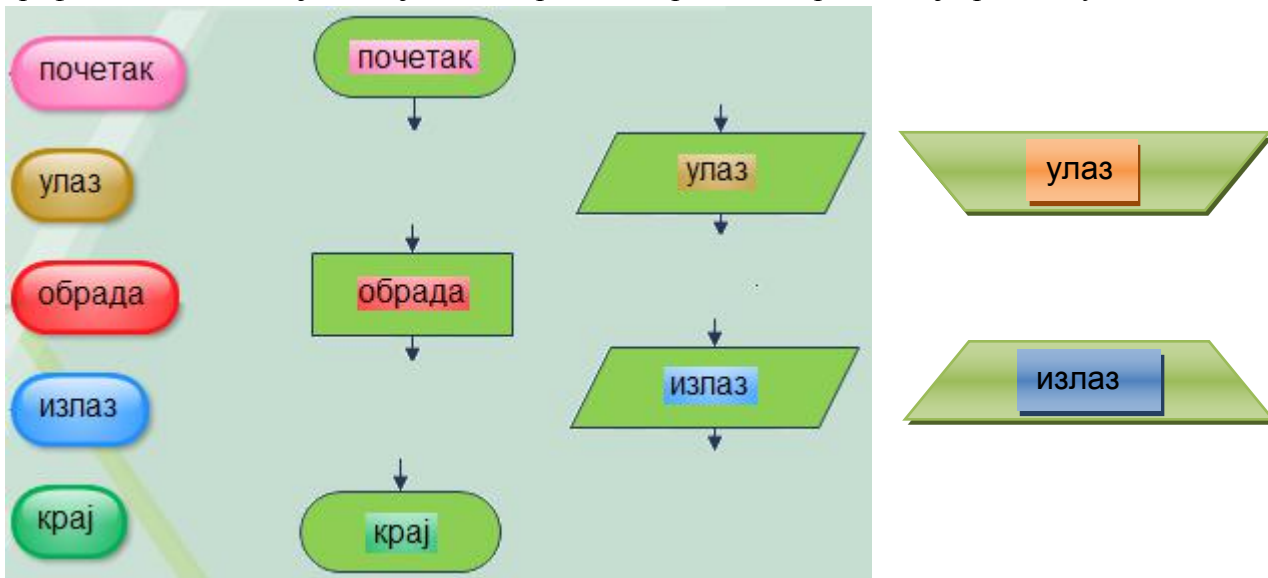 почетак
улаз
обрада
излаз
крај
почетак
улаз
обрада
излаз
крај
улаз
излаз